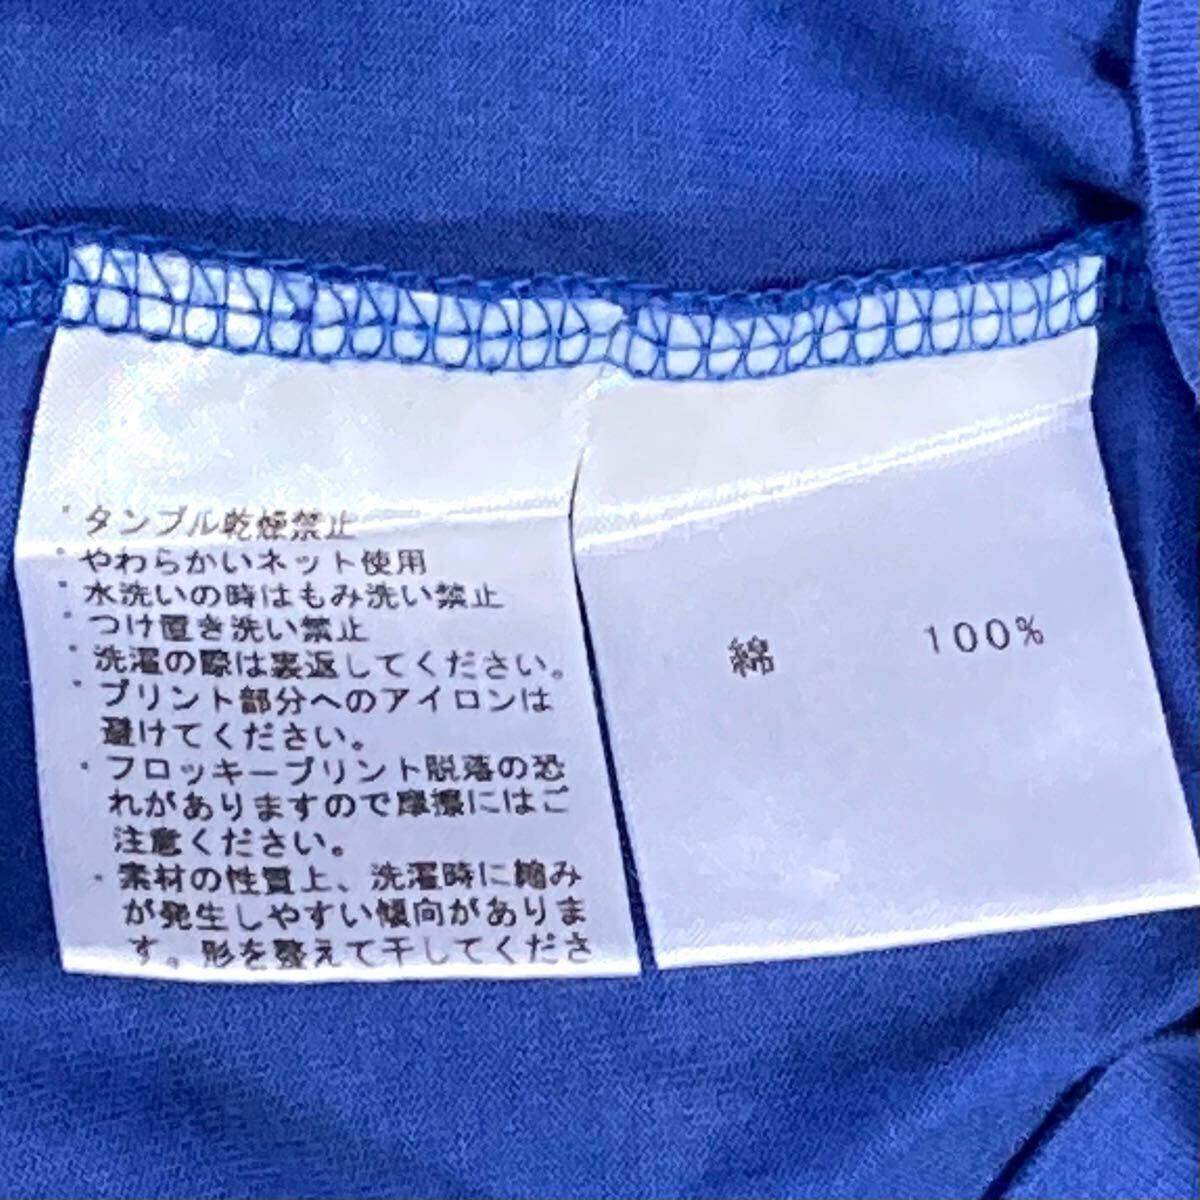 ・タンブル乾燥禁止
・やわらかいネット使用
・水洗いの時はもみ洗い禁止
・つけ置き洗い禁止
・洗濯の際は裏返してください。
・プリント部分へのアイロンは
避けてください。
・フロッキープリント脱落の恐
れがありますので摩擦にはご
注意ください。
・素材の性質上、洗濯時に縮み
が発生しやすい傾向がありま
す。形を整えて干してくださ
綿 100%